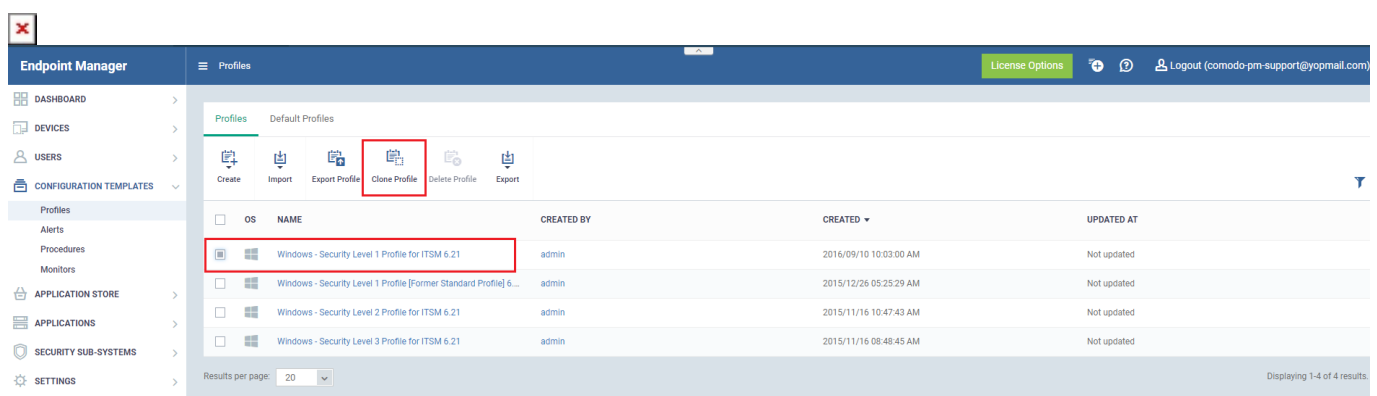 Endpoint Manager
Profiles
License Options
Logout (comodo-pm-support@yopmail.com)
DASHBOARD
DEVICES
USERS
CONFIGURATION TEMPLATES
Profiles
Alerts
Procedures
Monitors
APPLICATION STORE
APPLICATIONS
SECURITY SUB-SYSTEMS
SETTINGS
Profiles Default Profiles
Create Import Export Profile Clone Profile Delete Profile Export
OS NAME CREATED BY CREATED UPDATED AT
Windows - Security Level 1 Profile for ITSM 6.21 admin 2016/09/10 10:03:00 AM Not updated
Windows - Security Level 1 Profile [Former Standard Profile] 6.... admin 2015/12/26 05:25:29 AM Not updated
Windows - Security Level 2 Profile for ITSM 6.21 admin 2015/11/16 10:47:43 AM Not updated
Windows - Security Level 3 Profile for ITSM 6.21 admin 2015/11/16 08:48:45 AM Not updated
Results per page: 20
Displaying 1-4 of 4 results.